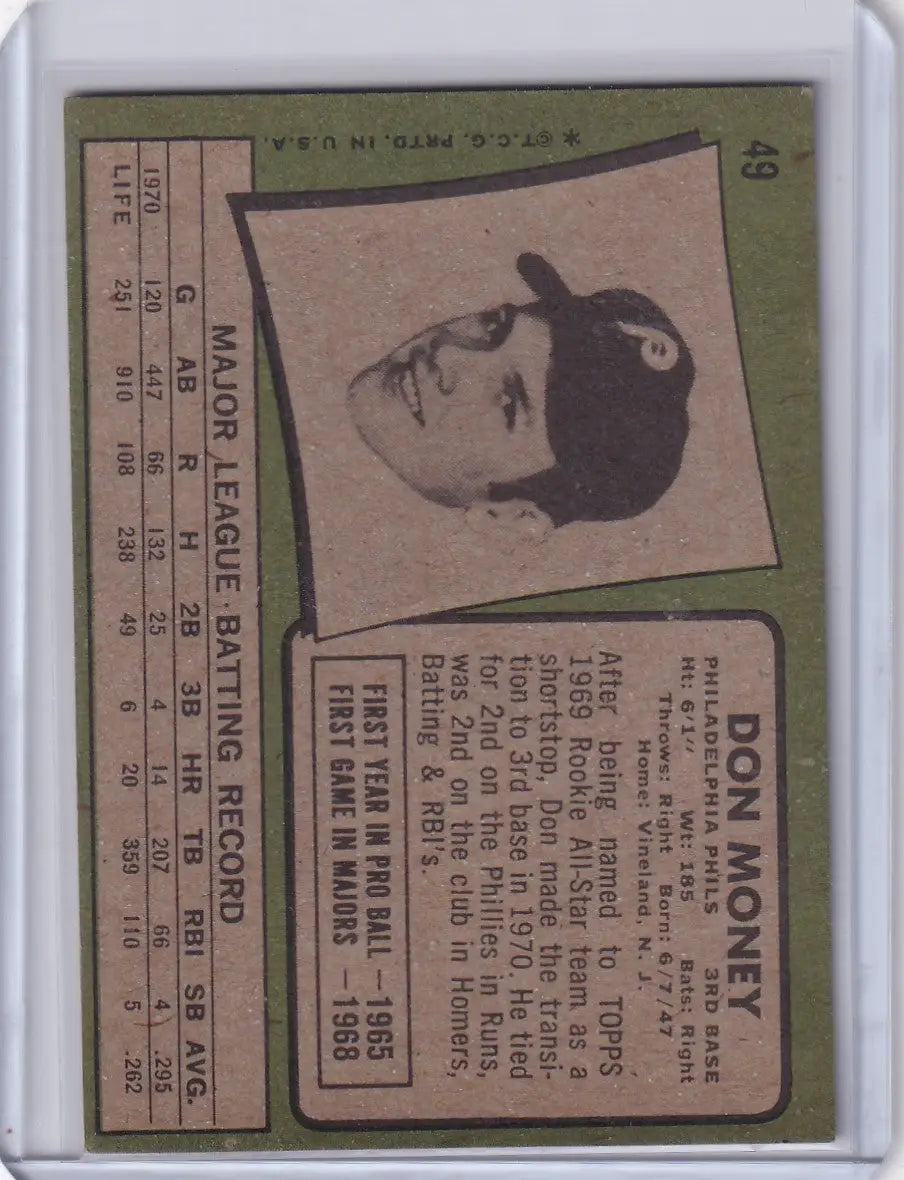 49
*©T.C.G. PRTD. IN U.S.A.
P
DON MONEY
PHILADELPHIA PHILS 3RD BASE
Ht: 6'1" Wt: 185 Bats: Right
Throws: Right Born: 6/7/47
Home: Vineland, N. J.
After being named to TOPPS'
1969 Rookie All-Star team as a
shortstop, Don made the transi-
tion to 3rd base in 1970. He tied
for 2nd on the Phillies in Runs,
was 2nd on the club in Homers,
Batting & RBI's.
FIRST YEAR IN PRO BALL — 1965
FIRST GAME IN MAJORS — 1968
MAJOR LEAGUE BATTING RECORD
G AB R H 2B 3B HR TB RBI SB AVG.
1970 120 447 66 132 25 4 14 207 66 4 .295
LIFE 251 910 108 238 49 6 20 359 110 5 .262